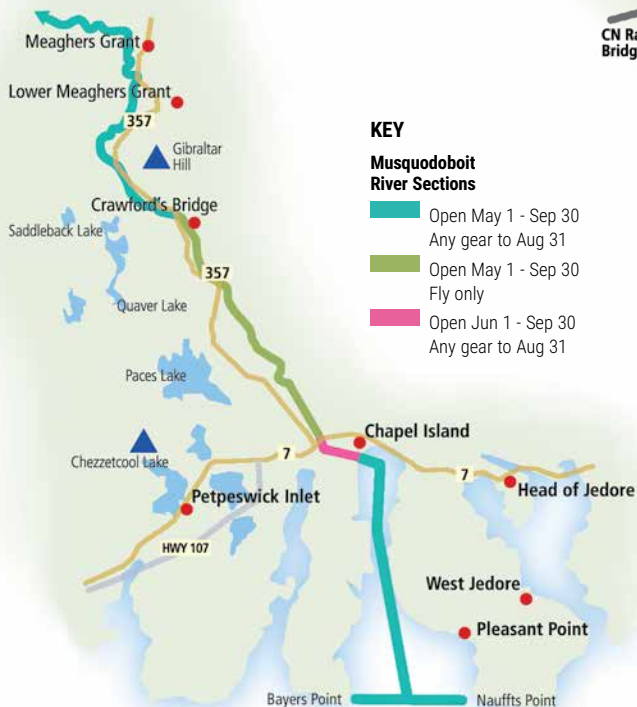 CN Ra
Bridg
Meaghers Grant
Lower Meaghers Grant
357
Gibraltar
Hill
Crawford's Bridge
Saddleback Lake
357
Quaver Lake
Paces Lake
KEY
Musquodoboit
River Sections
Open May 1 - Sep 30
Any gear to Aug 31
Open May 1 - Sep 30
Fly only
Open Jun 1 - Sep 30
Any gear to Aug 31
Chapel Island
Chezzetcool Lake
7
7
Head of Jedore
Petpeswick Inlet
HWY 107
West Jedore
Pleasant Point
Bayers Point
Nauffts Point